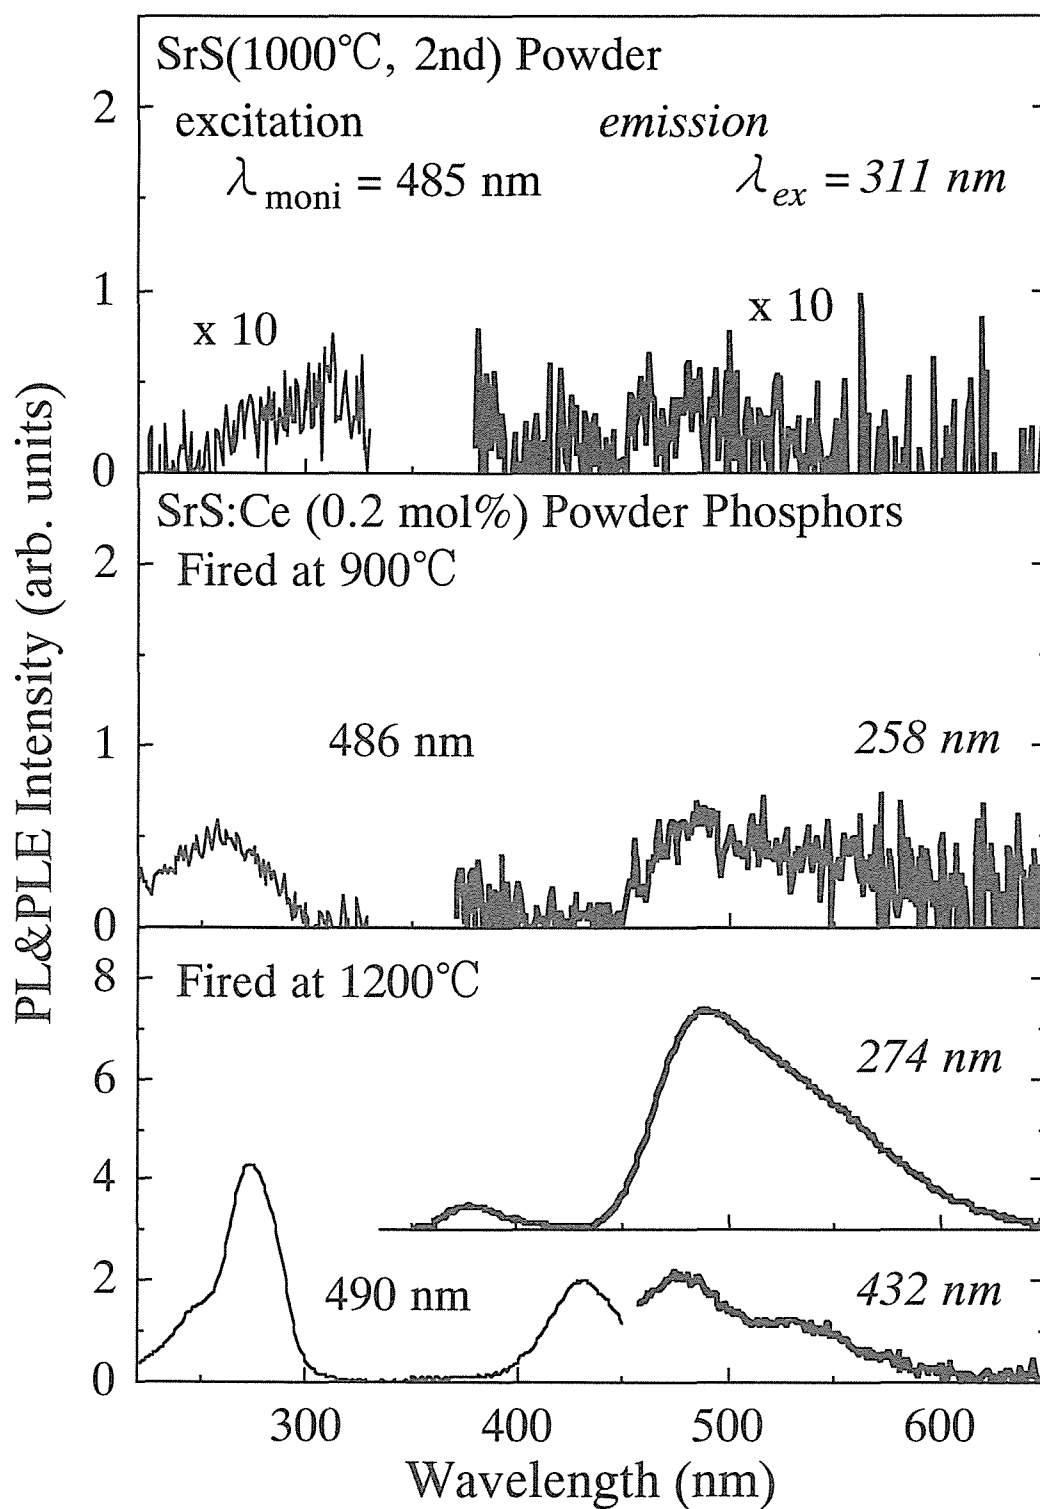 SrS(1000℃, 2nd) Powder
excitation
emission
λmoni = 485 nm
λex = 311 nm
x 10
x 10
2
1
0
SrS:Ce (0.2 mol%) Powder Phosphors
Fired at 900℃
486 nm
258 nm
2
1
0
Fired at 1200℃
274 nm
490 nm
432 nm
8
6
4
2
0
300
400
500
600
Wavelength (nm)
PL&PLE Intensity (arb. units)